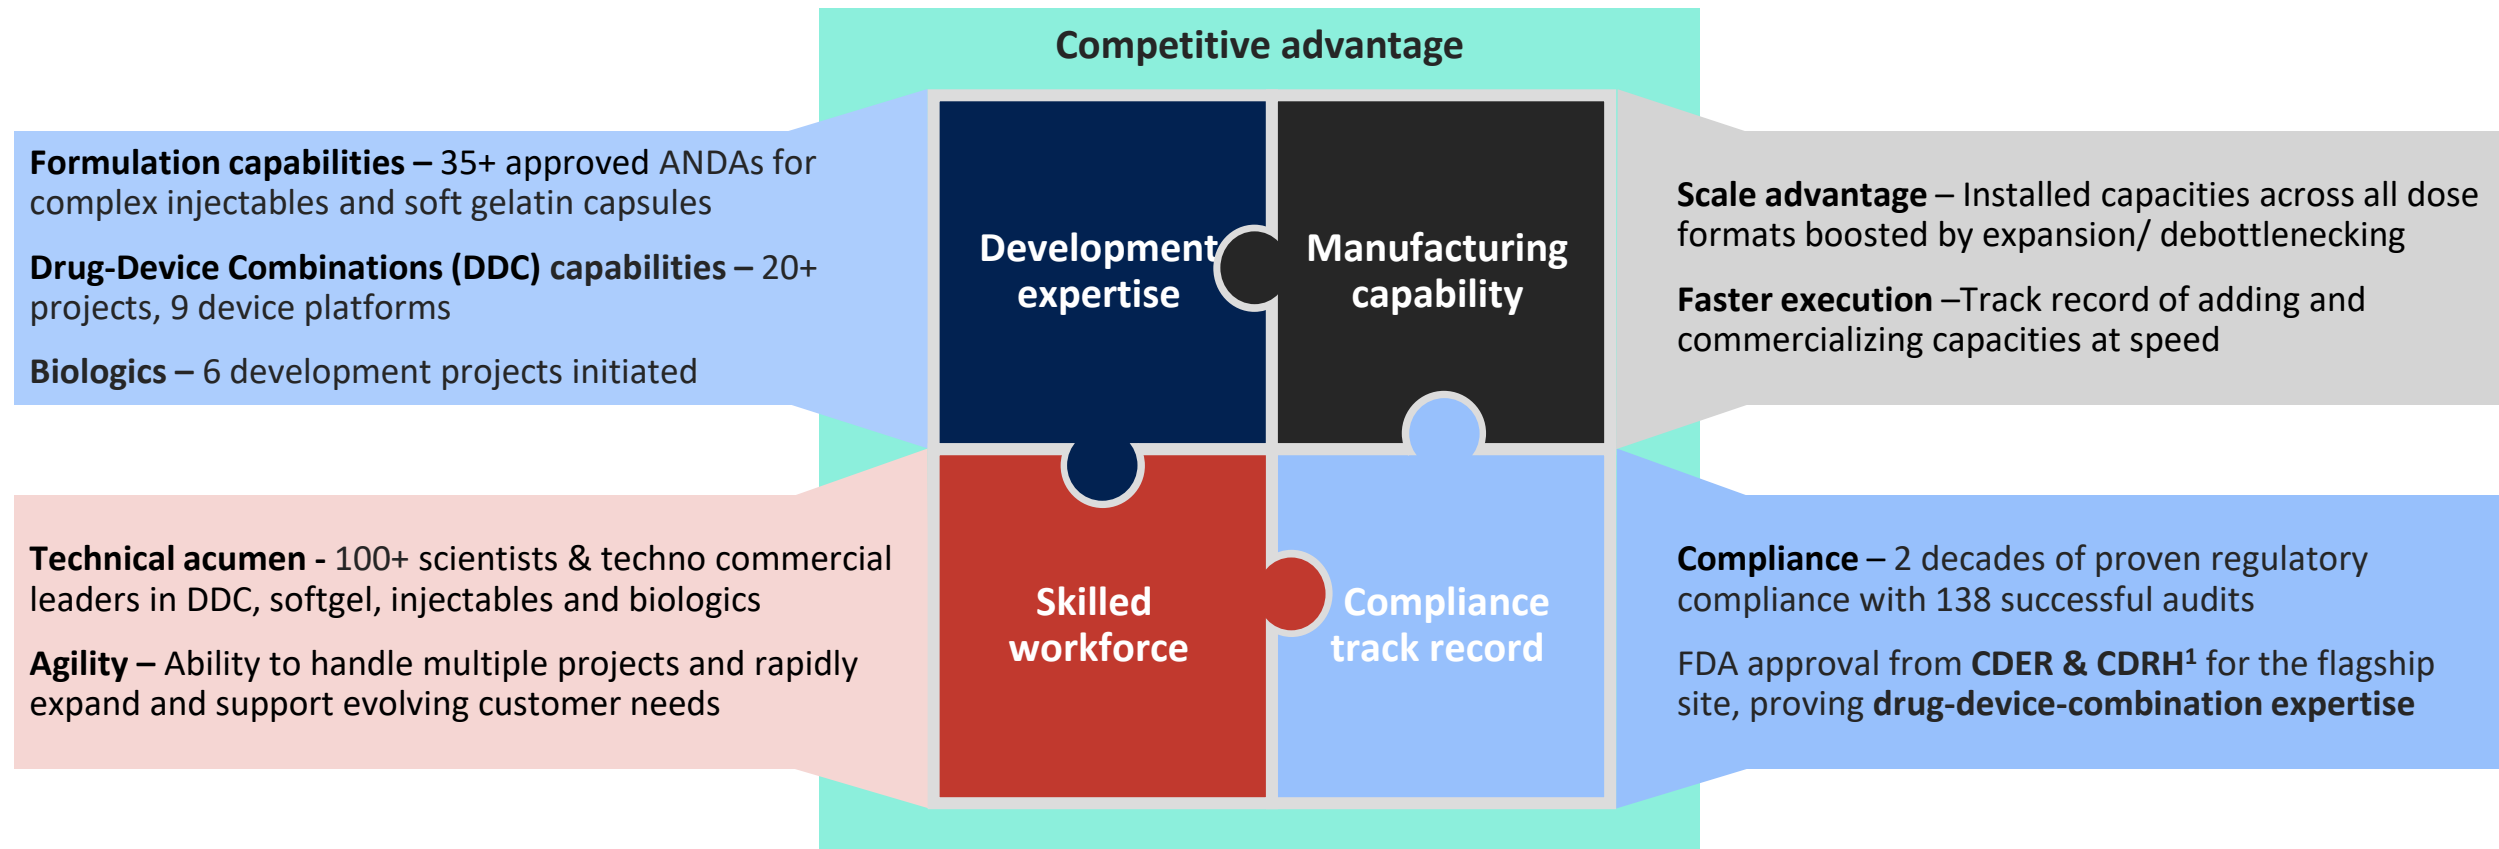 Competitive advantage
Formulation capabilities – 35+ approved ANDAs for
complex injectables and soft gelatin capsules
Drug-Device Combinations (DDC) capabilities – 20+
projects, 9 device platforms
Biologics – 6 development projects initiated
Development
expertise
Manufacturing
capability
Scale advantage – Installed capacities across all dose
formats boosted by expansion/ debottlenecking
Faster execution –Track record of adding and
commercializing capacities at speed
Technical acumen - 100+ scientists & techno commercial
leaders in DDC, softgel, injectables and biologics
Agility – Ability to handle multiple projects and rapidly
expand and support evolving customer needs
Skilled
workforce
Compliance
track record
Compliance – 2 decades of proven regulatory
compliance with 138 successful audits
FDA approval from CDER & CDRH¹ for the flagship
site, proving drug-device-combination expertise